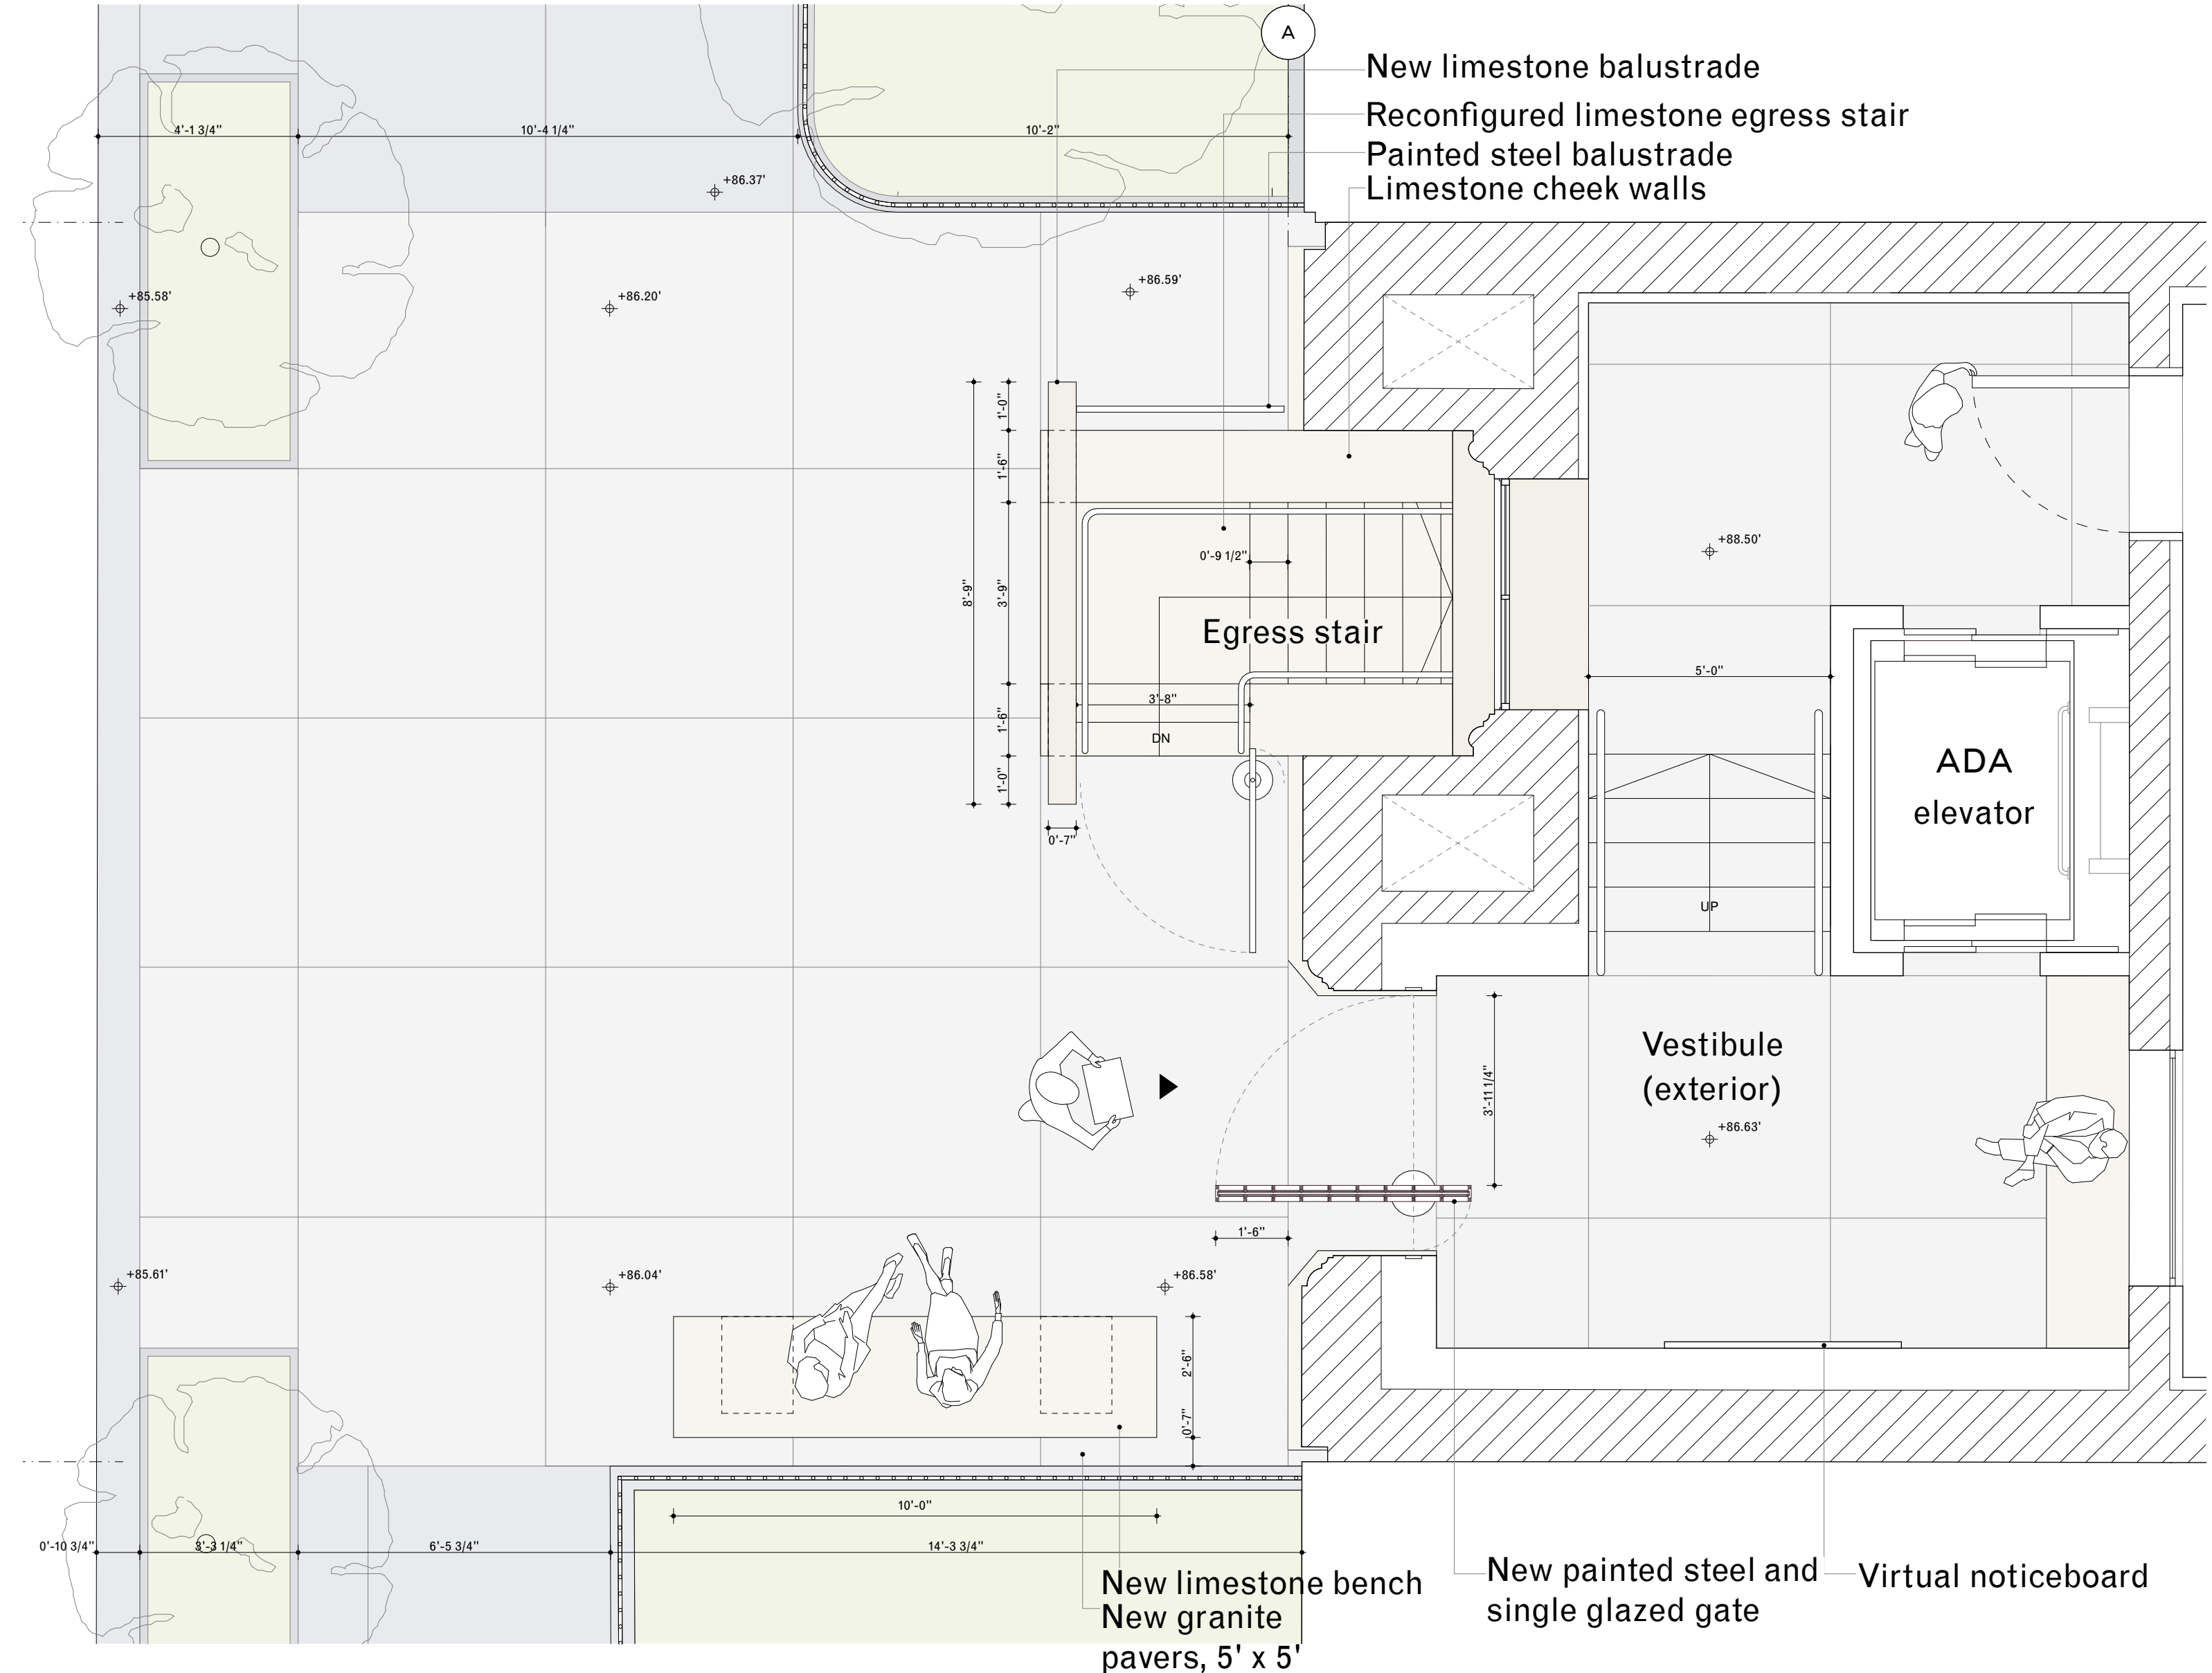 A
New limestone balustrade
Reconfigured limestone egress stair
Painted steel balustrade
Limestone cheek walls
4'-1 3/4"
10'-4 1/4"
10'-2"
+86.37'
+86.59'
+85.58'
+86.20'
1'-0"
1'-6"
8'-9"
3'-9"
1'-6"
1'-0"
0'-7"
0'-9 1/2"
+88.50'
Egress stair
3'-8"
DN
5'-0"
ADA
elevator
UP
Vestibule
(exterior)
3'-11 1/4"
+86.63'
1'-6"
+85.61'
+86.04'
+86.58'
2'-6"
0'-7"
10'-0"
0'-10 3/4"
3'-3 1/4"
6'-5 3/4"
14'-3 3/4"
New limestone bench
New granite
pavers, 5' x 5'
New painted steel and
single glazed gate
Virtual noticeboard